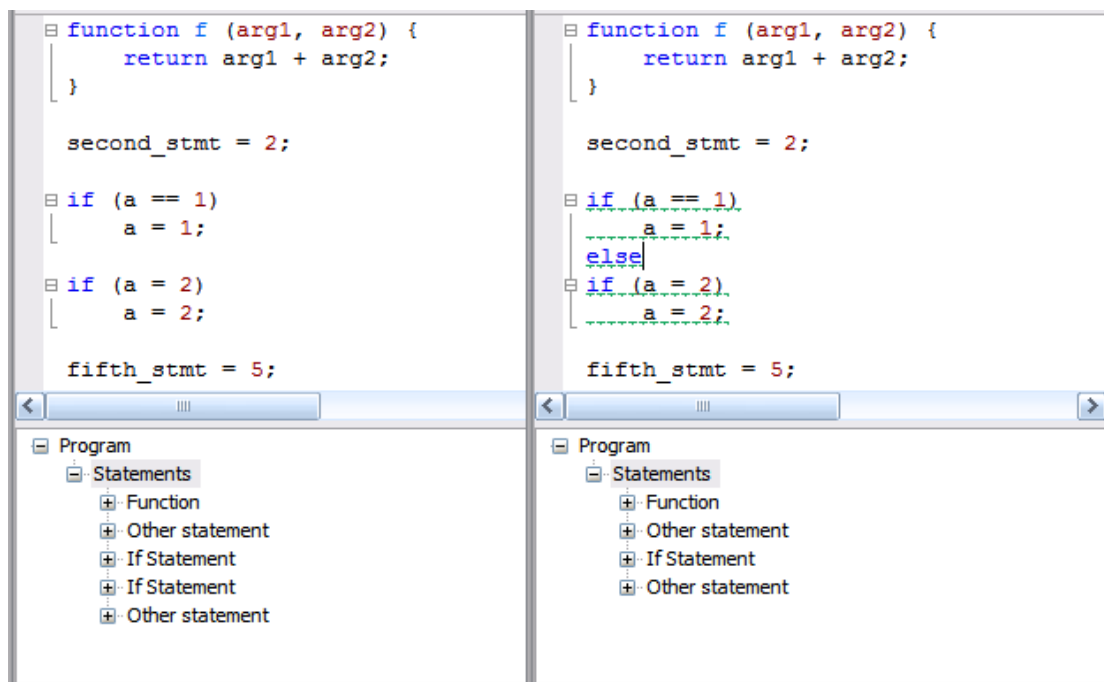 function f (arg1, arg2) {
return arg1 + arg2;
}
second_stmt = 2;
if (a == 1)
a = 1;
if (a = 2)
a = 2;
fifth_stmt = 5;
Program
Statements
Function
Other statement
If Statement
If Statement
Other statement
function f (arg1, arg2) {
return arg1 + arg2;
}
second_stmt = 2;
if (a == 1)
a = 1;
else
if (a = 2)
a = 2;
fifth_stmt = 5;
Program
Statements
Function
Other statement
If Statement
Other statement